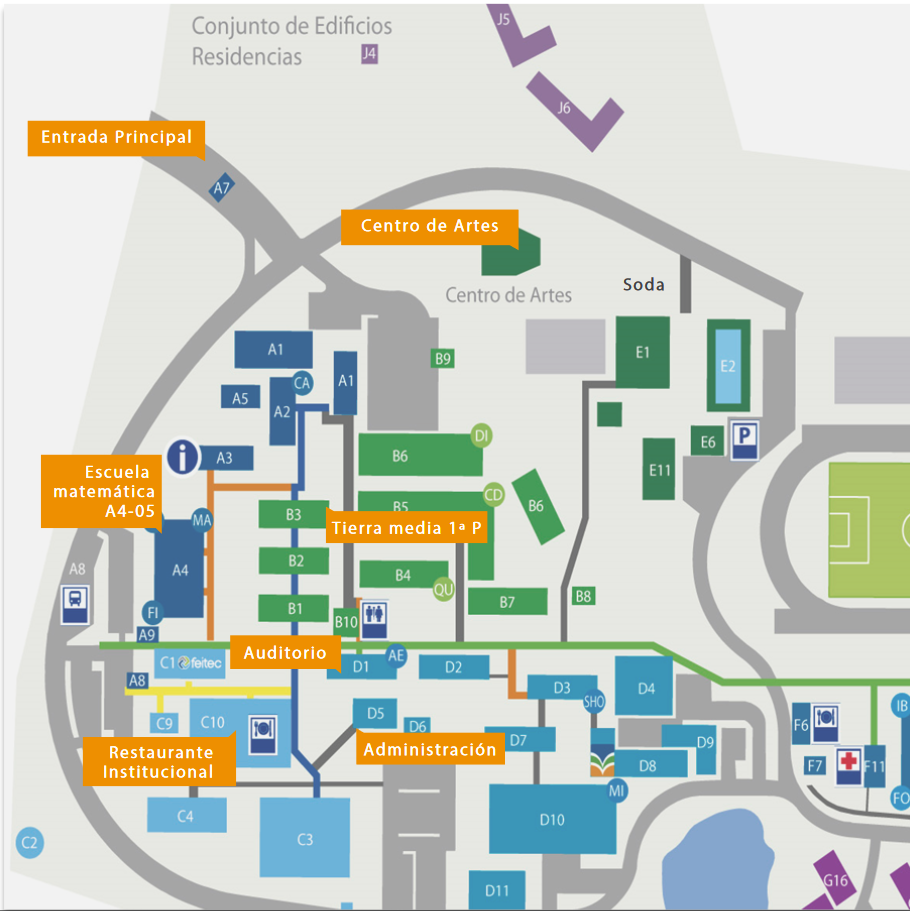 Conjunto de Edificios
Residencias
J4
J5
J6
Entrada Principal
A7
Centro de Artes
Centro de Artes
Soda
A1
A1
B9
E1
E2
A5
CA
A2
DI
E6
P
A3
B6
E11
Escuela
matemática
A4-05
CD
B5
B6
MA
B3
Tierra media 1ª P
A4
B2
A8
B4
QU
FI
B1
B7
B8
B10
A9
Auditorio
C1 feitec
D1
AE
D2
A8
D3
SHO
D4
C9
C10
D5
D6
IB
F6
Restaurante
Institucional
Administración
D7
D9
D8
F7
F11
MI
FO
C4
C3
D10
C2
D11
G16